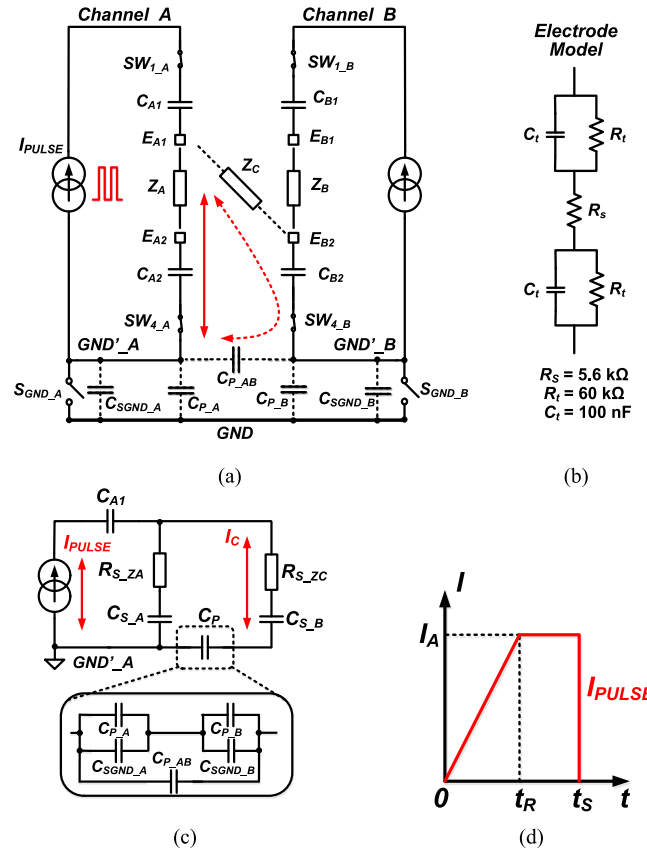 Channel A
Channel B
SW1_A
SW1_B
CA1
CB1
EA1
EB1
IPULSE
ZC
ZA
ZB
EA2
EB2
CA2
CB2
SW4_A
SW4_B
GND'_A
GND'_B
CP_AB
SGND_A
CSGND_A
CP_A
CP_B
CSGND_B
SGND_B
GND
(a)
Electrode
Model
Ct
Rt
Rs
Ct
Rt
RS = 5.6 kΩ
Rt = 60 kΩ
Ct = 100 nF
(b)
CA1
IPULSE
IC
RS_ZA
RS_ZC
CS_A
CP
CS_B
GND'_A
CP_A
CP_B
CSGND_A
CP_AB
CSGND_B
(c)
I
IA
IPULSE
0
tR
tS
t
(d)